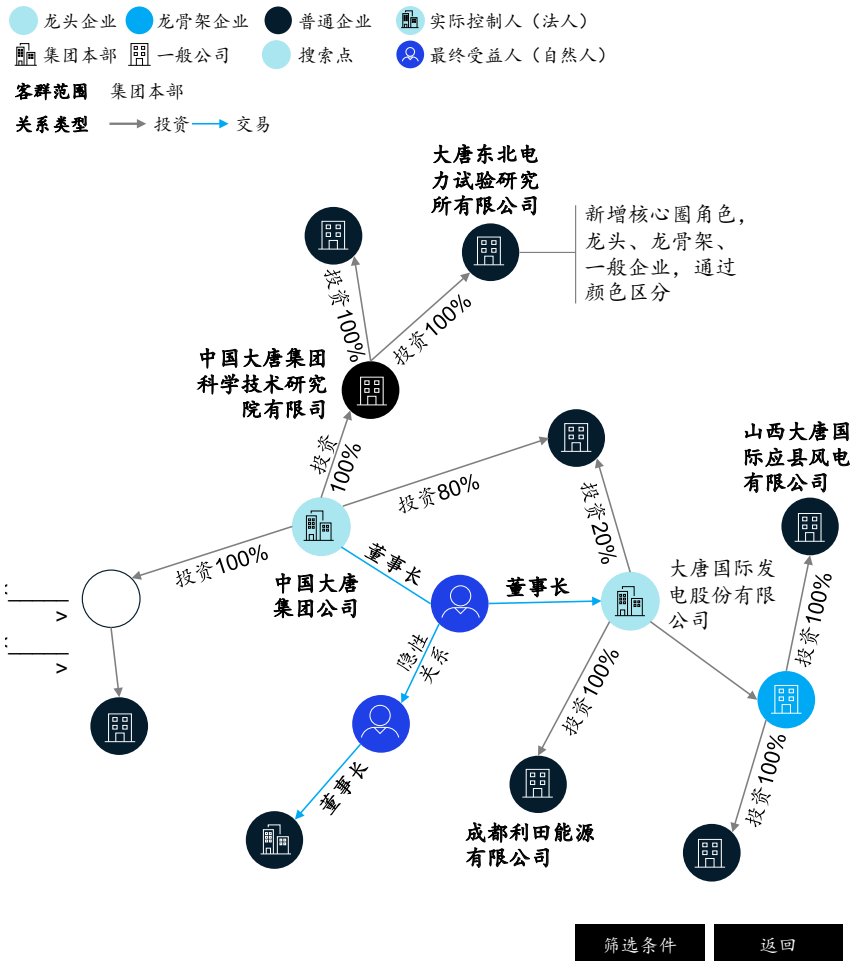 龙头企业 龙骨架企业 普通企业 实际控制人（法人）
集团本部 一般公司 搜索点 最终受益人（自然人）
客群范围 集团本部
关系类型 投资 交易
大唐东北电
力试验研究
所有限公司
新增核心圈角色，
龙头、龙骨架、
一般企业，通过
颜色区分
投资100%
投资100%
中国大唐集团
科学技术研究
院有限司
投资
100%
投资80%
投资20%
山西大唐国
际应县风电
有限公司
投资100%
中国大唐
集团公司
董事长
董事长
大唐国际发
电股份有限
公司
投资100%
隐性
关系
投资100%
投资100%
董事长
成都利田能源
有限公司
>
>
筛选条件 返回